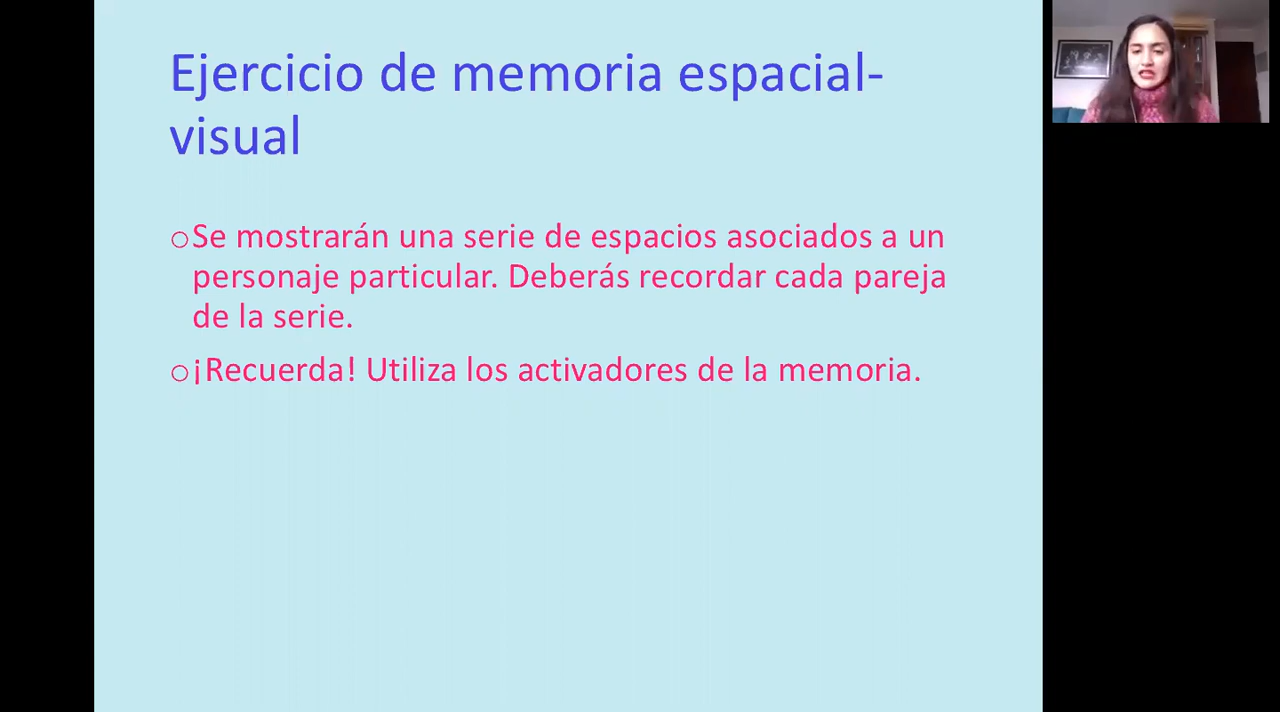 Ejercicio de memoria espacial-
visual
oSe mostrarán una serie de espacios asociados a un
personaje particular. Deberás recordar cada pareja
de la serie.
o¡Recuerda! Utiliza los activadores de la memoria.